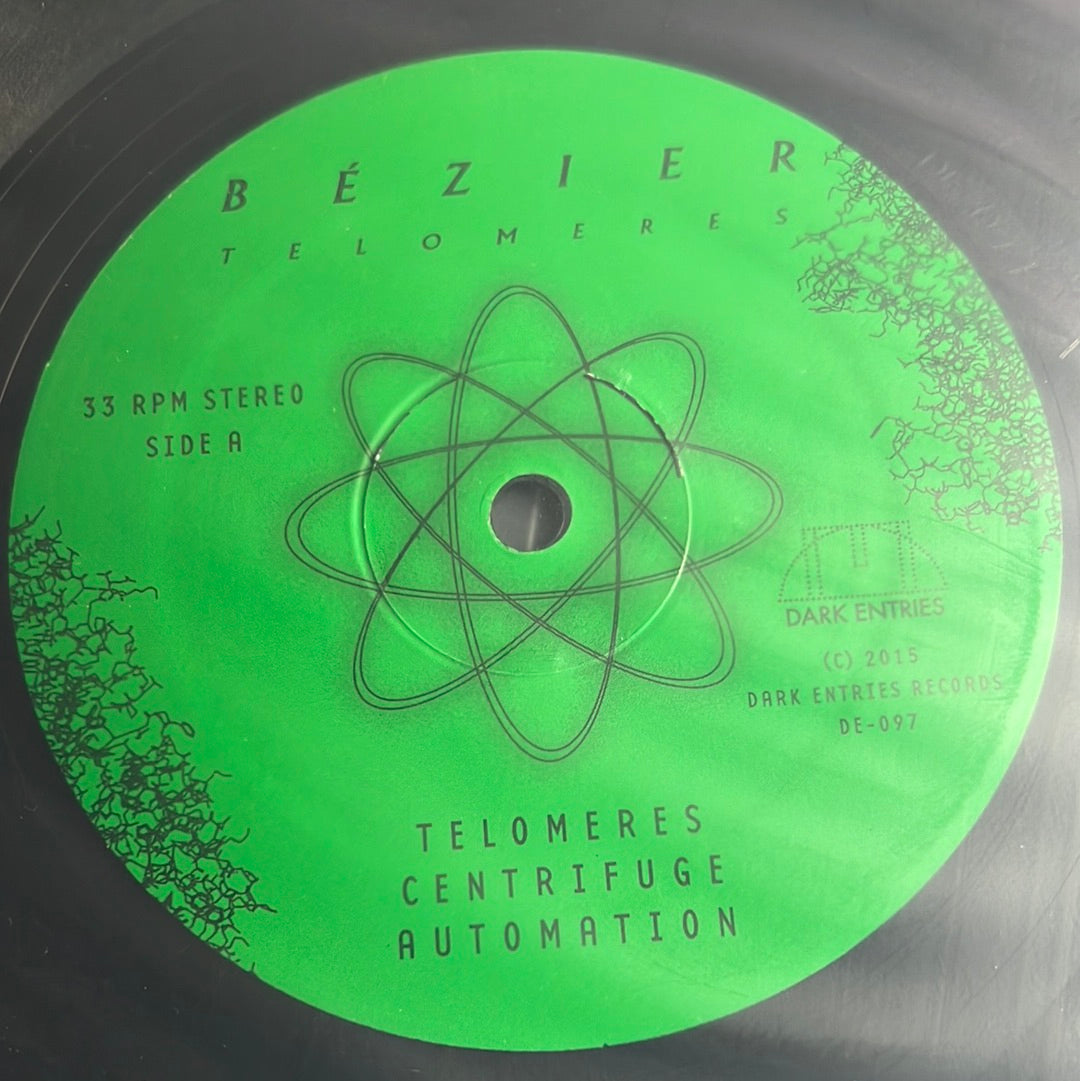 BÉZIER
TELOMERES
33 RPM STEREO
SIDE A
DARK ENTRIES
(C) 2015
DARK ENTRIES RECORDS
DE-097
TELOMERES
CENTRIFUGE
AUTOMATION